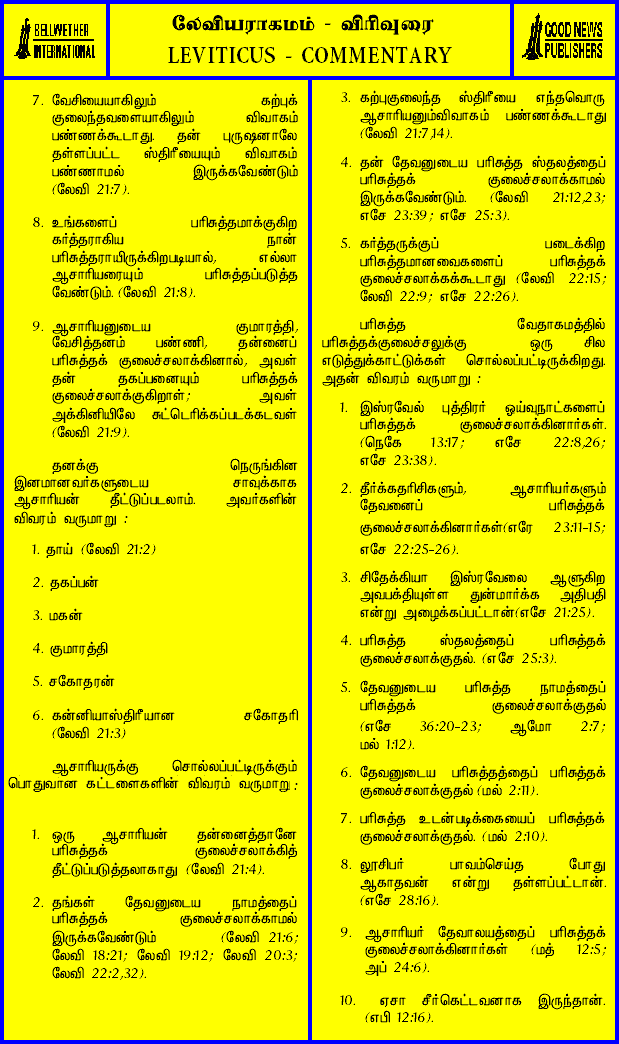 BELLWETHER
INTERNATIONAL
லேவியராகமம் - விரிவுரை
LEVITICUS - COMMENTARY
GOOD NEWS
PUBLISHERS
7. வேசியையாகிலும் கற்புக்
குலைந்தவளையாகிலும் விவாகம்
பண்ணக்கூடாது. தன் புருஷனாலே
தள்ளப்பட்ட ஸ்திரீயையும் விவாகம்
பண்ணாமல் இருக்கவேண்டும்
(லேவி 21:7).
8. உங்களைப் பரிசுத்தமாக்குகிற
கர்த்தராகிய நான்
பரிசுத்தராயிருக்கிறபடியால், எல்லா
ஆசாரியரையும் பரிசுத்தப்படுத்த
வேண்டும். (லேவி 21:8).
9. ஆசாரியனுடைய குமாரத்தி,
வேசித்தனம் பண்ணி, தன்னைப்
பரிசுத்தக் குலைச்சலாக்கினால், அவள்
தன் தகப்பனையும் பரிசுத்தக்
குலைச்சலாக்குகிறாள்; அவள்
அக்கினியிலே சுட்டெரிக்கப்படக்கடவள்
(லேவி 21:9).
தனக்கு நெருங்கின
இனமானவர்களுடைய சாவுக்காக
ஆசாரியன் தீட்டுப்படலாம். அவர்களின்
விவரம் வருமாறு :
1. தாய் (லேவி 21:2)
2. தகப்பன்
3. மகன்
4. குமாரத்தி
5. சகோதரன்
6. கன்னியாஸ்திரீயான சகோதரி
(லேவி 21:3)
ஆசாரியருக்கு சொல்லப்பட்டிருக்கும்
பொதுவான கட்டளைகளின் விவரம் வருமாறு :
1. ஒரு ஆசாரியன் தன்னைத்தானே
பரிசுத்தக் குலைச்சலாக்கித்
தீட்டுப்படுத்தலாகாது (லேவி 21:4).
2. தங்கள் தேவனுடைய நாமத்தைப்
பரிசுத்தக் குலைச்சலாக்காமல்
இருக்கவேண்டும் (லேவி 21:6;
லேவி 18:21; லேவி 19:12; லேவி 20:3;
லேவி 22:2,32).
3. கற்புகுலைந்த ஸ்திரீயை எந்தவொரு
ஆசாரியனும்விவாகம் பண்ணக்கூடாது
(லேவி 21:7,14).
4. தன் தேவனுடைய பரிசுத்த ஸ்தலத்தைப்
பரிசுத்தக் குலைச்சலாக்காமல்
இருக்கவேண்டும். (லேவி 21:12,23;
எசே 23:39; எசே 25:3).
5. கர்த்தருக்குப் படைக்கிற
பரிசுத்தமானவைகளைப் பரிசுத்தக்
குலைச்சலாக்கக்கூடாது (லேவி 22:15;
லேவி 22:9; எசே 22:26).
பரிசுத்த வேதாகமத்தில்
பரிசுத்தக்குலைச்சலுக்கு ஒரு சில
எடுத்துக்காட்டுக்கள் சொல்லப்பட்டிருக்கிறது.
அதன் விவரம் வருமாறு :
1. இஸ்ரவேல் புத்திரர் ஓய்வுநாட்களைப்
பரிசுத்தக் குலைச்சலாக்கினார்கள்.
(நெகே 13:17; எசே 22:8,26;
எசே 23:38).
2. தீர்க்கதரிசிகளும், ஆசாரியர்களும்
தேவனைப் பரிசுத்தக்
குலைச்சலாக்கினார்கள்(எரே 23:11-15;
எசே 22:25-26).
3. சிதேக்கியா இஸ்ரவேலை ஆளுகிற
அவபக்தியுள்ள துன்மார்க்க அதிபதி
என்று அழைக்கப்பட்டான்(எசே 21:25).
4. பரிசுத்த ஸ்தலத்தைப் பரிசுத்தக்
குலைச்சலாக்குதல். (எசே 25:3).
5. தேவனுடைய பரிசுத்த நாமத்தைப்
பரிசுத்தக் குலைச்சலாக்குதல்
(எசே 36:20-23; ஆமோ 2:7;
மல் 1:12).
6. தேவனுடைய பரிசுத்தத்தைப் பரிசுத்தக்
குலைச்சலாக்குதல் (மல் 2:11).
7. பரிசுத்த உடன்படிக்கையைப் பரிசுத்தக்
குலைச்சலாக்குதல். (மல் 2:10).
8. லூசிபர் பாவம்செய்த போது
ஆகாதவன் என்று தள்ளப்பட்டான்.
(எசே 28:16).
9. ஆசாரியர் தேவாலயத்தைப் பரிசுத்தக்
குலைச்சலாக்கினார்கள் (மத் 12:5;
அப் 24:6).
10. ஏசா சீர்கெட்டவனாக இருந்தான்.
(எபி 12:16).